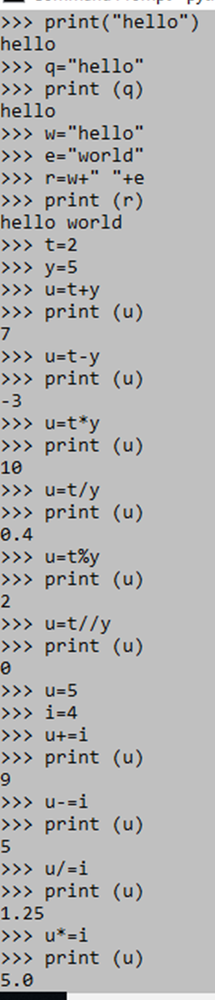 >>> print("hello")
hello
>>> q="hello"
>>> print (q)
hello
>>> w="hello"
>>> e="world"
>>> r=w+" "+e
>>> print (r)
hello world
>>> t=2
>>> y=5
>>> u=t+y
>>> print (u)
7
>>> u=t-y
>>> print (u)
-3
>>> u=t*y
>>> print (u)
10
>>> u=t/y
>>> print (u)
0.4
>>> u=t%y
>>> print (u)
2
>>> u=t//y
>>> print (u)
0
>>> u=5
>>> i=4
>>> u+=i
>>> print (u)
9
>>> u-=i
>>> print (u)
5
>>> u/=i
>>> print (u)
1.25
>>> u*=i
>>> print (u)
5.0